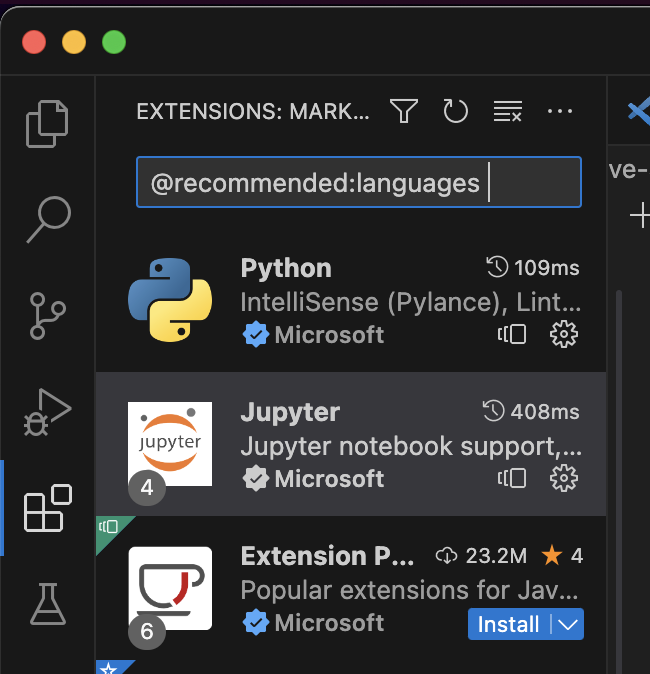 EXTENSIONS: MARK...
@recommended:languages
ve-
Python 109ms
IntelliSense (Pylance), Lint...
Microsoft
Jupyter 408ms
jupyter
Jupyter notebook support,...
4
Microsoft
Extension P... 23.2M 4
Popular extensions for Jav...
6
Microsoft
Install